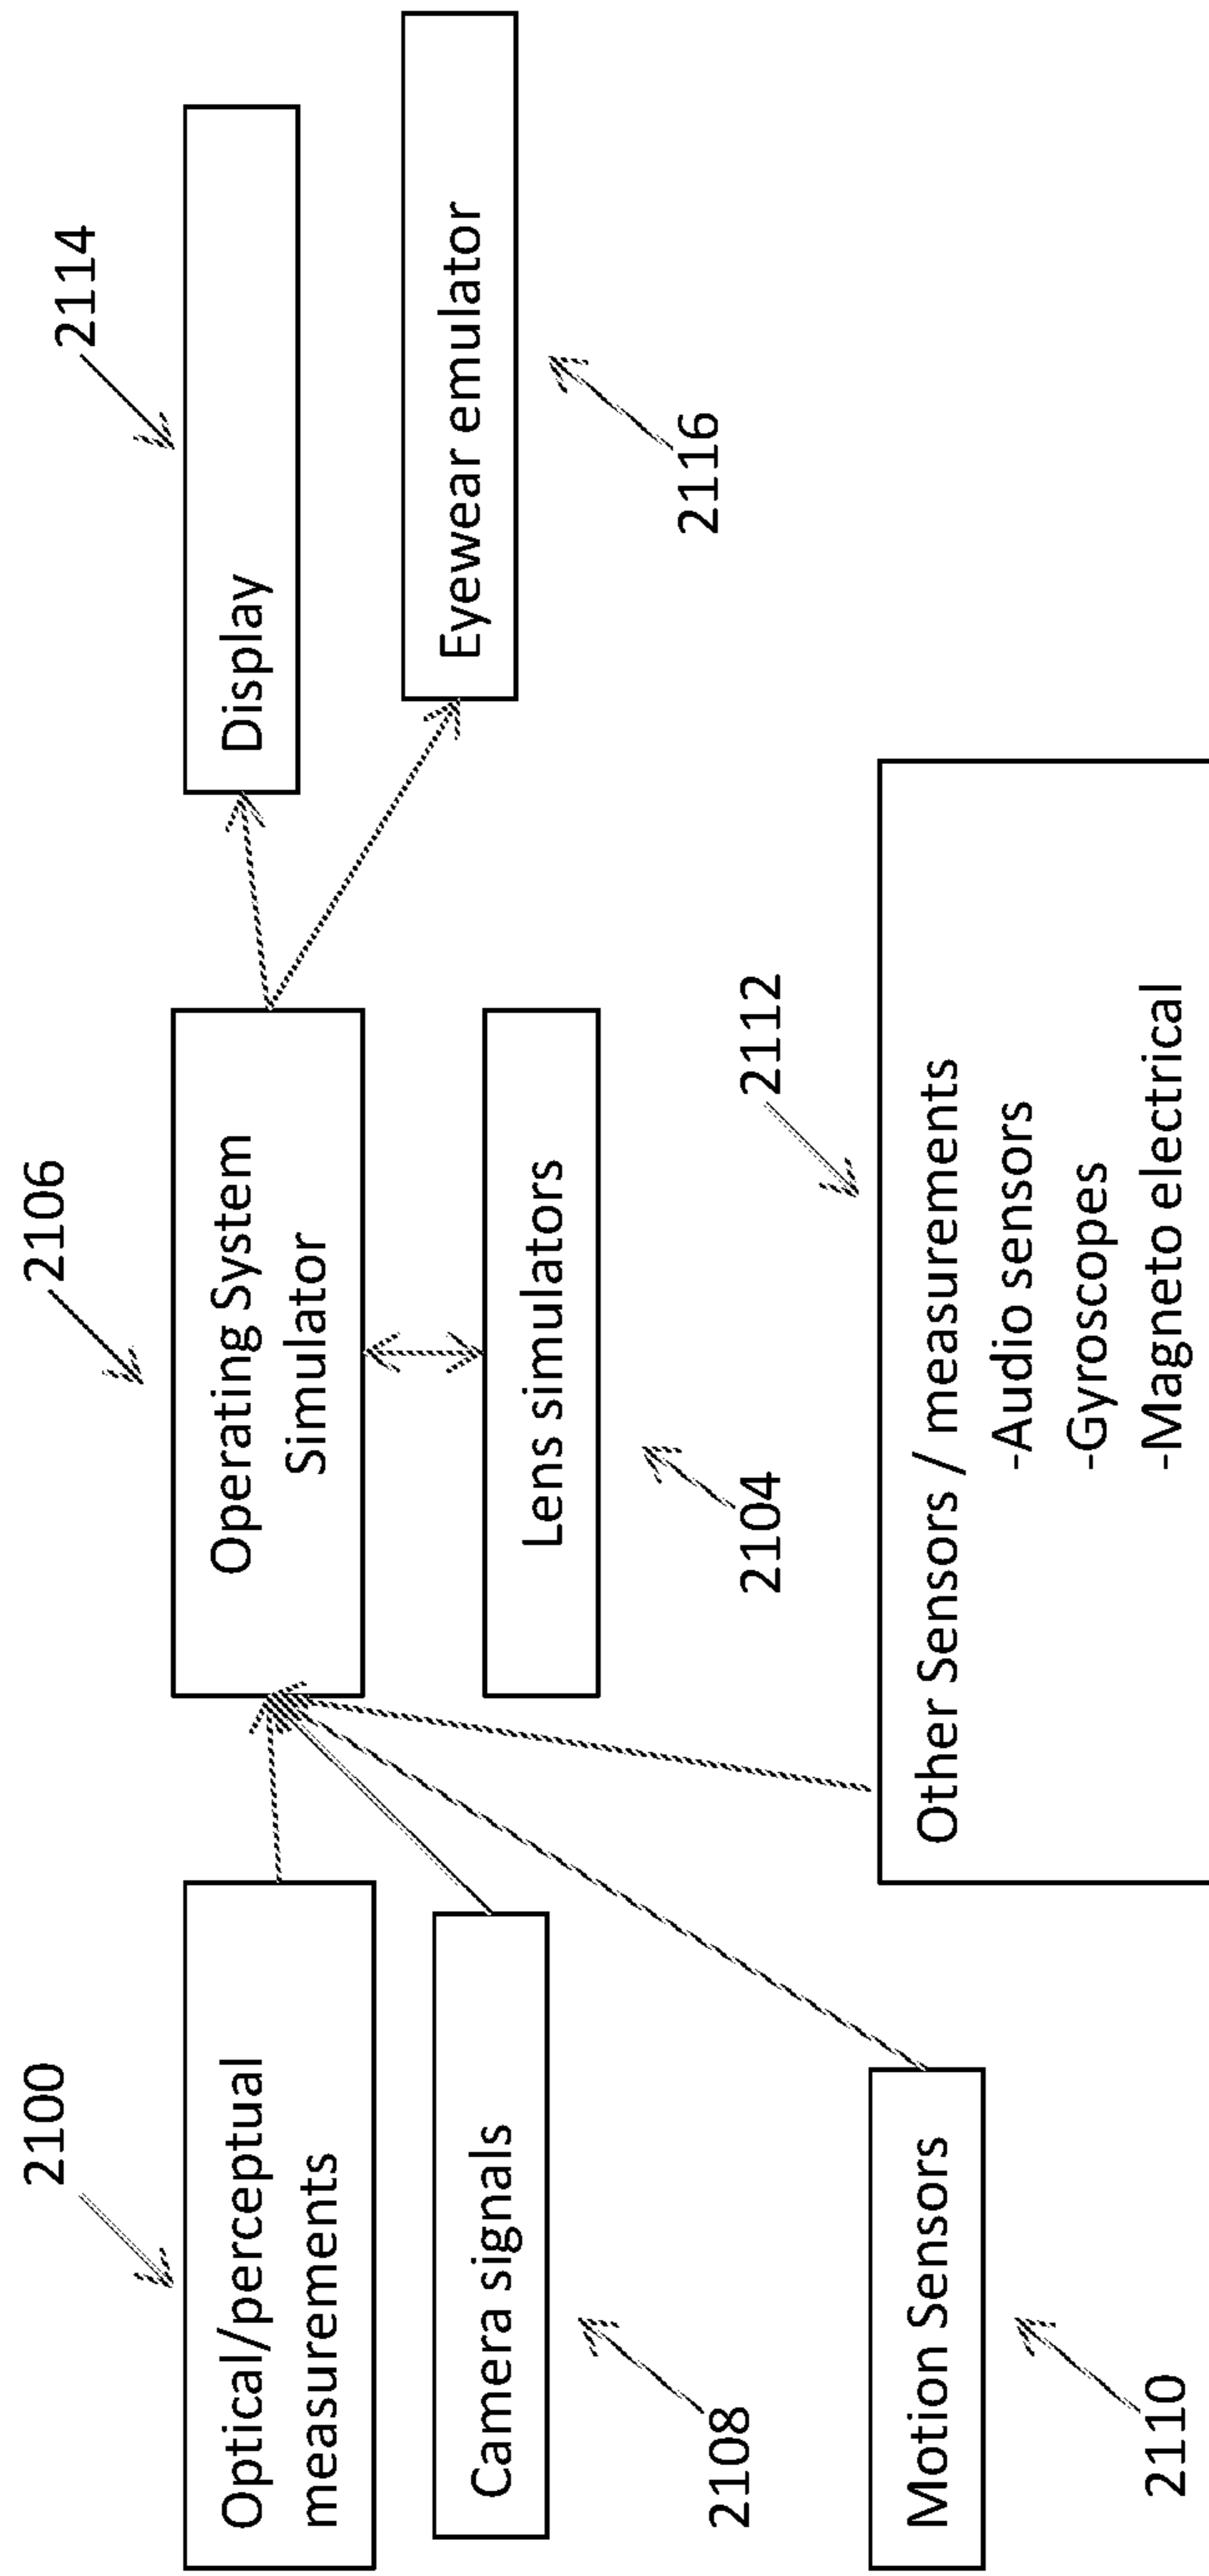 2100
Optical/perceptual
measurements
Camera signals
2108
Motion Sensors
2110
2106
Operating System
Simulator
Lens simulators
2104
2112
Other Sensors / measurements
-Audio sensors
-Gyroscopes
-Magneto electrical
2114
Display
Eyewear emulator
2116